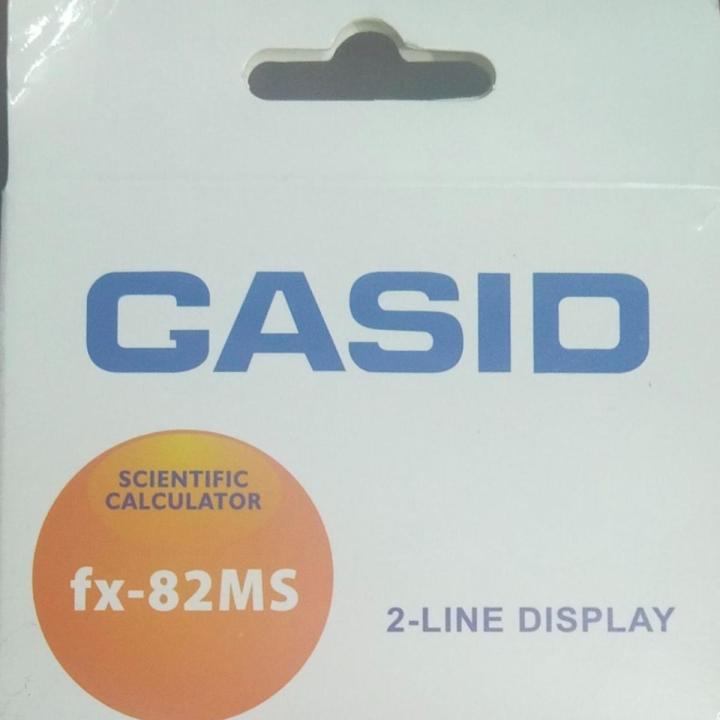 CASID
SCIENTIFIC
CALCULATOR
fx-82MS
2-LINE DISPLAY